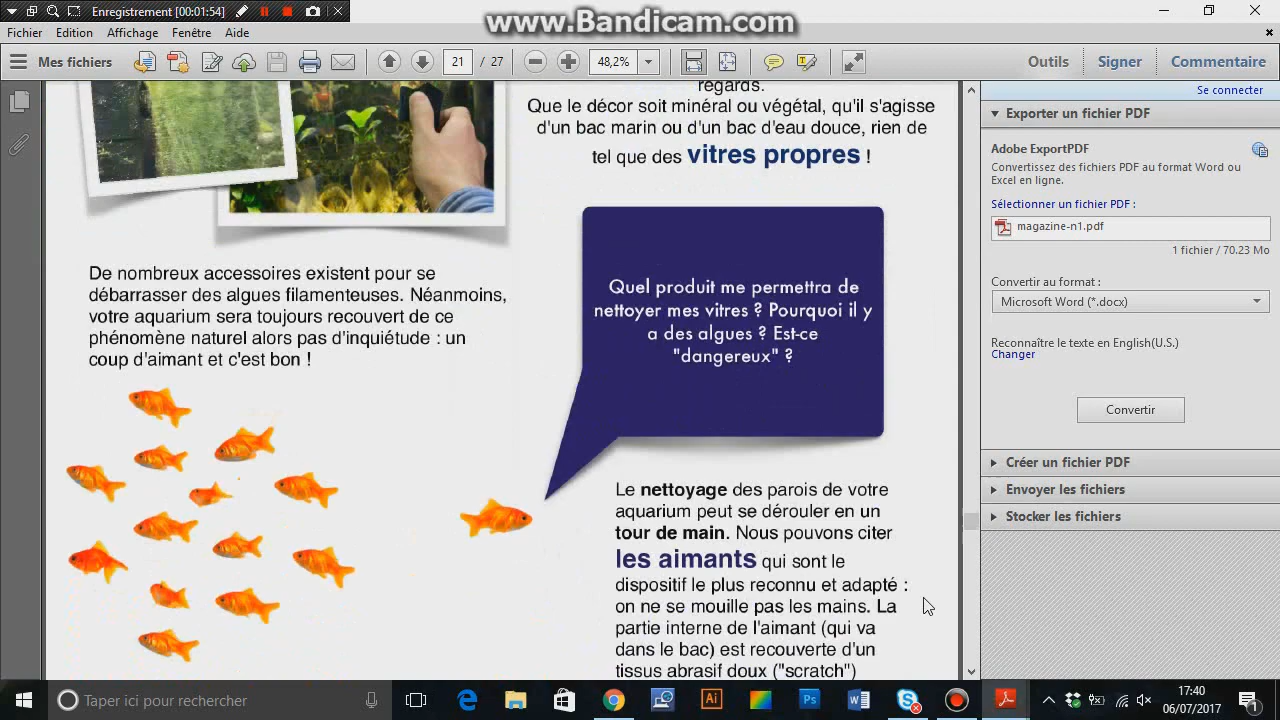 Enregistrement [00:01:54]
www.Bandicam.com
Fichier Edition Affichage Fenêtre Aide
Mes fichiers 21 / 27 48,2% Outils Signer Commentaire
regards.
Que le décor soit minéral ou végétal, qu'il s'agisse
d'un bac marin ou d'un bac d'eau douce, rien de
tel que des vitres propres !
De nombreux accessoires existent pour se
débarrasser des algues filamenteuses. Néanmoins,
votre aquarium sera toujours recouvert de ce
phénomène naturel alors pas d'inquiétude : un
coup d'aimant et c'est bon !
Quel produit me permettra de
nettoyer mes vitres ? Pourquoi il y
a des algues ? Est-ce
"dangereux" ?
Le nettoyage des parois de votre
aquarium peut se dérouler en un
tour de main. Nous pouvons citer
les aimants qui sont le
dispositif le plus reconnu et adapté :
on ne se mouille pas les mains. La
partie interne de l'aimant (qui va
dans le bac) est recouverte d'un
tissus abrasif doux ("scratch")
Se connecter
Exporter un fichier PDF
Adobe ExportPDF
Convertissez des fichiers PDF au format Word ou
Excel en ligne.
Sélectionner un fichier PDF :
magazine-n1.pdf
1 fichier / 70.23 Mo
Convertir au format :
Microsoft Word (*.docx)
Reconnaître le texte en English(U.S.)
Changer
Convertir
Créer un fichier PDF
Envoyer les fichiers
Stocker les fichiers
Taper ici pour rechercher
Ai
Ps
17:40
06/07/2017
1